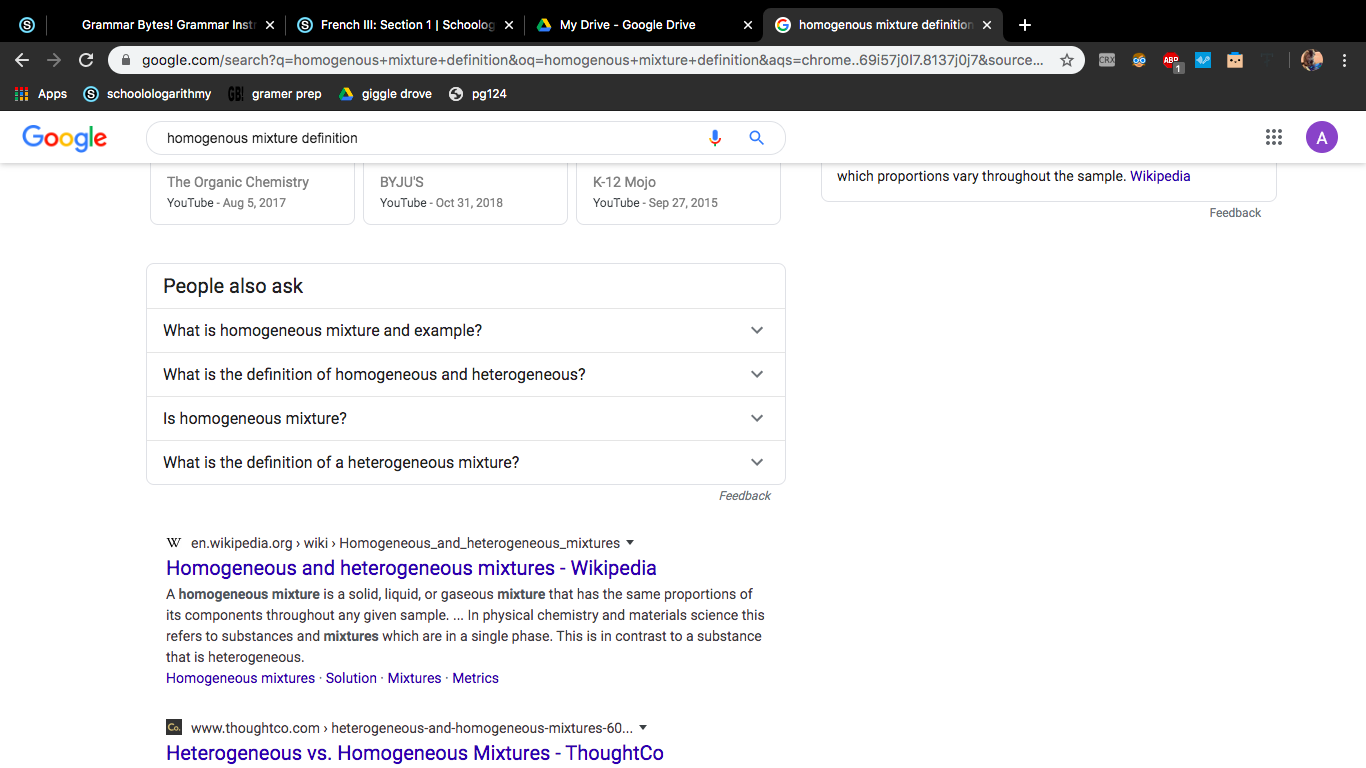 Grammar Bytes! Grammar Inst
French III: Section 1 | Schoolog
My Drive - Google Drive
homogenous mixture definition
google.com/search?q=homogenous+mixture+definition&oq=homogenous+mixture+definition&aqs=chrome..69i57j0l7.8137j0j7&source...
CRX
ABP
1
Apps
S
schoolologarithmy
GB!
gramer prep
giggle drove
pg124
Google
homogenous mixture definition
A
The Organic Chemistry
YouTube - Aug 5, 2017
BYJU'S
YouTube - Oct 31, 2018
K-12 Mojo
YouTube - Sep 27, 2015
which proportions vary throughout the sample. Wikipedia
Feedback
People also ask
What is homogeneous mixture and example?
What is the definition of homogeneous and heterogeneous?
Is homogeneous mixture?
What is the definition of a heterogeneous mixture?
Feedback
W en.wikipedia.org › wiki › Homogeneous_and_heterogeneous_mixtures
Homogeneous and heterogeneous mixtures - Wikipedia
A homogeneous mixture is a solid, liquid, or gaseous mixture that has the same proportions of
its components throughout any given sample. ... In physical chemistry and materials science this
refers to substances and mixtures which are in a single phase. This is in contrast to a substance
that is heterogeneous.
Homogeneous mixtures · Solution · Mixtures · Metrics
Co. www.thoughtco.com › heterogeneous-and-homogeneous-mixtures-60...
Heterogeneous vs. Homogeneous Mixtures - ThoughtCo